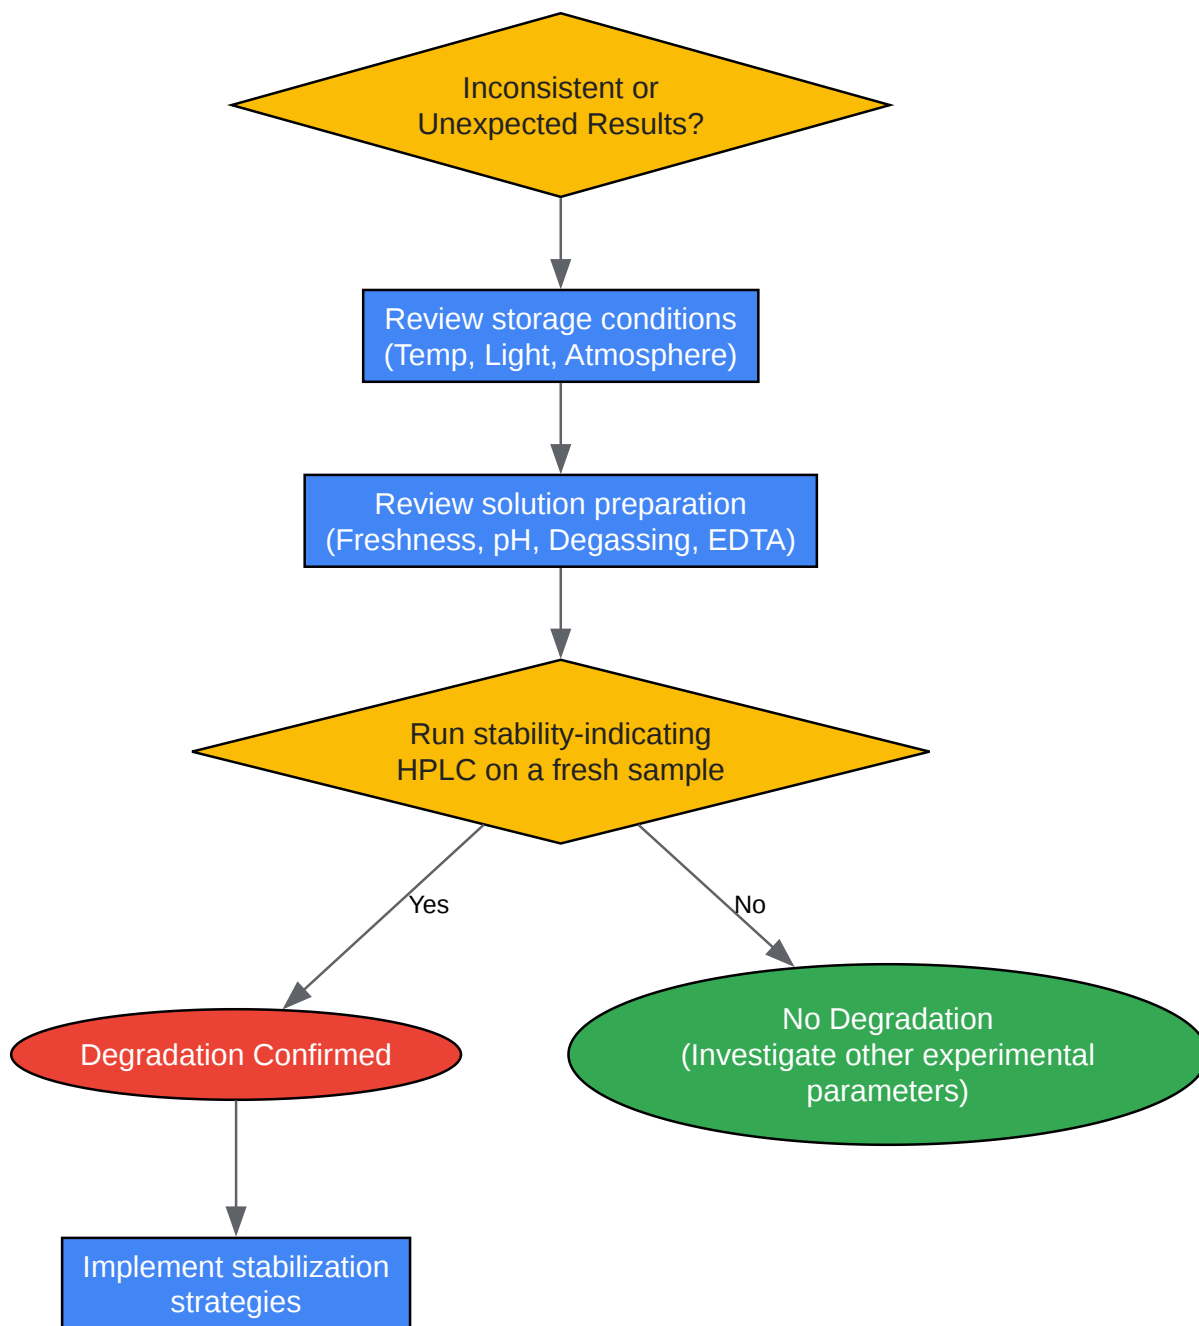 Inconsistent or
Unexpected Results?
Review storage conditions
(Temp, Light, Atmosphere)
Review solution preparation
(Freshness, pH, Degassing, EDTA)
Run stability-indicating
HPLC on a fresh sample
Yes
No
Degradation Confirmed
No Degradation
(Investigate other experimental
parameters)
Implement stabilization
strategies